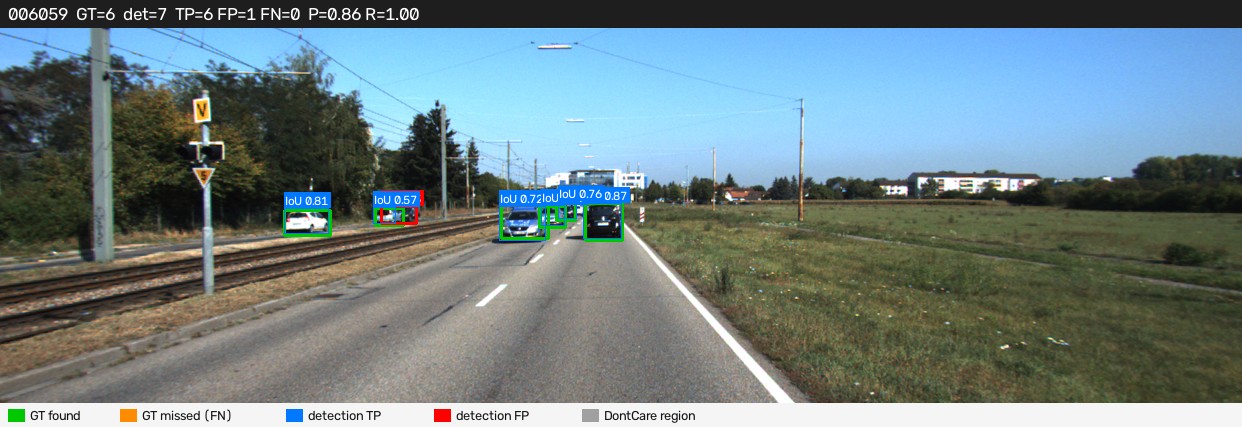 006059 GT=6 det=7 TP=6 FP=1 FN=0 P=0.86 R=1.00
V
S
IoU 0.81
IoU 0.57
IoU 0.72
IoU
IoU 0.76
0.87
GT found
GT missed (FN)
detection TP
detection FP
DontCare region